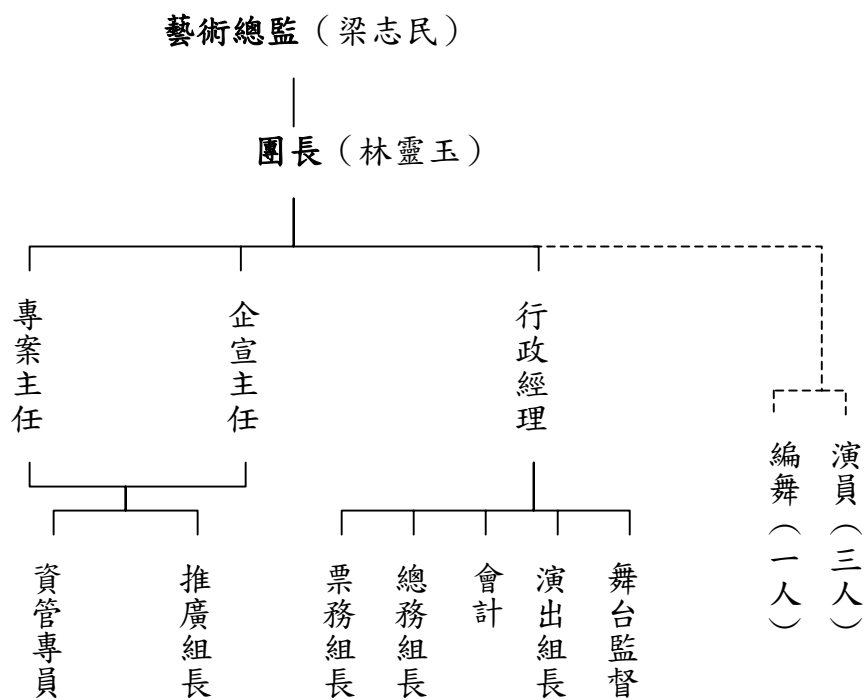 藝術總監（梁志民）
團長（林靈玉）
專案主任
企宣主任
行政經理
編舞（一人）
演員（三人）
資管專員
推廣組長
票務組長
總務組長
會計
演出組長
舞台監督